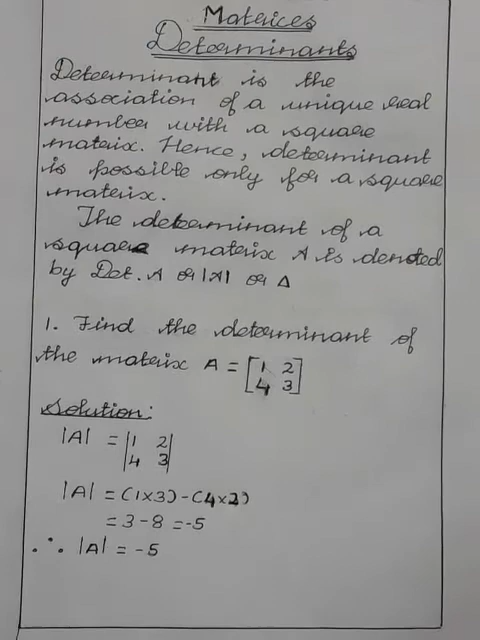 Matrices
Determinants
Determinant is the
association of a unique real
number with a square
matrix. Hence, determinant
is possible only for a square
matrix.
The determinant of a
square matrix A is denoted
by Det. A or |A| or Δ
1. Find the determinant of
the matrix A = [1 2
4 3]
Solution:
|A| = |1 2
4 3|
|A| = (1×3) - (4×2)
= 3 - 8 = -5
∴ |A| = -5